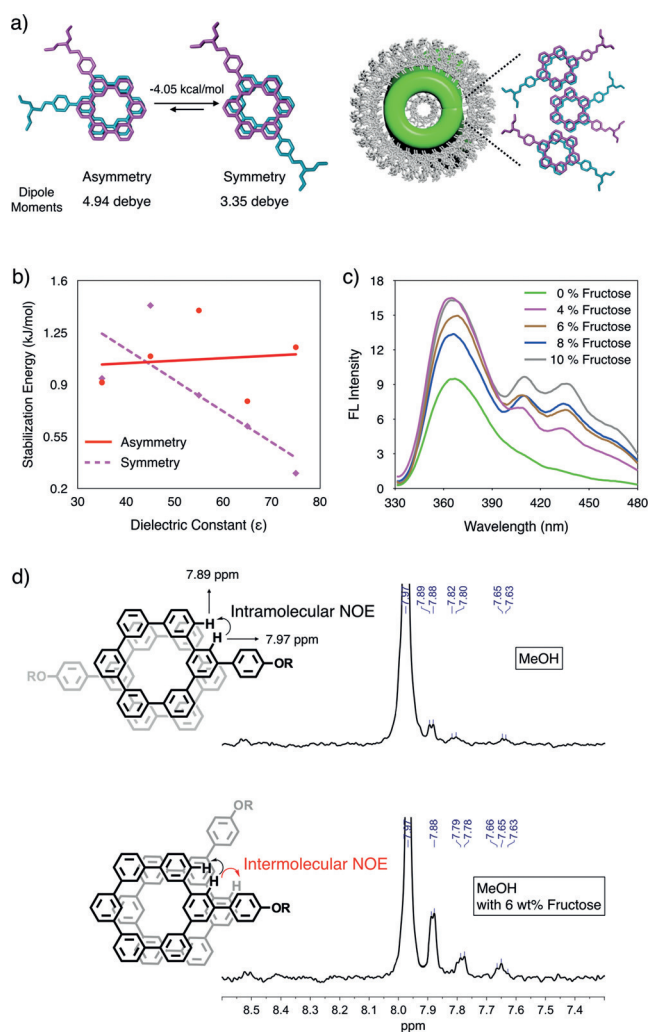 a)
-4.05 kcal/mol
Asymmetry
Symmetry
Dipole
Moments
4.94 debye
3.35 debye
b)
Stabilization Energy (kJ/mol)
1.6
1.25
0.9
0.55
0.2
Asymmetry
Symmetry
30 40 50 60 70 80
Dielectric Constant (ε)
c)
FL Intensity
18
15
12
9
6
3
0
0 % Fructose
4 % Fructose
6 % Fructose
8 % Fructose
10 % Fructose
330 360 390 420 450 480
Wavelength (nm)
d)
7.89 ppm
H
Intramolecular NOE
H
7.97 ppm
RO
OR
7.97 7.89 7.88 7.82 7.80 7.65 7.63
MeOH
OR
H
Intermolecular NOE
H
H
OR
7.97 7.88 7.79 7.78 7.66 7.65 7.63
MeOH
with 6 wt% Fructose
8.5 8.4 8.3 8.2 8.1 8.0 7.9 7.8 7.7 7.6 7.5 7.4
ppm